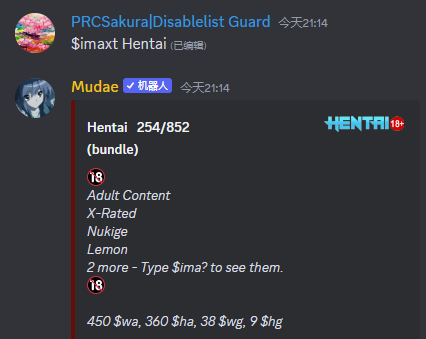 PRCSakura|Disablelist Guard 今天21:14
$imaxt Hentai (已编辑)
Mudae ✓ 机器人 今天21:14
Hentai 254/852
(bundle)
HENTAI 18+
18
Adult Content
X-Rated
Nukige
Lemon
2 more - Type $ima? to see them.
18
450 $wa, 360 $ha, 38 $wg, 9 $hg